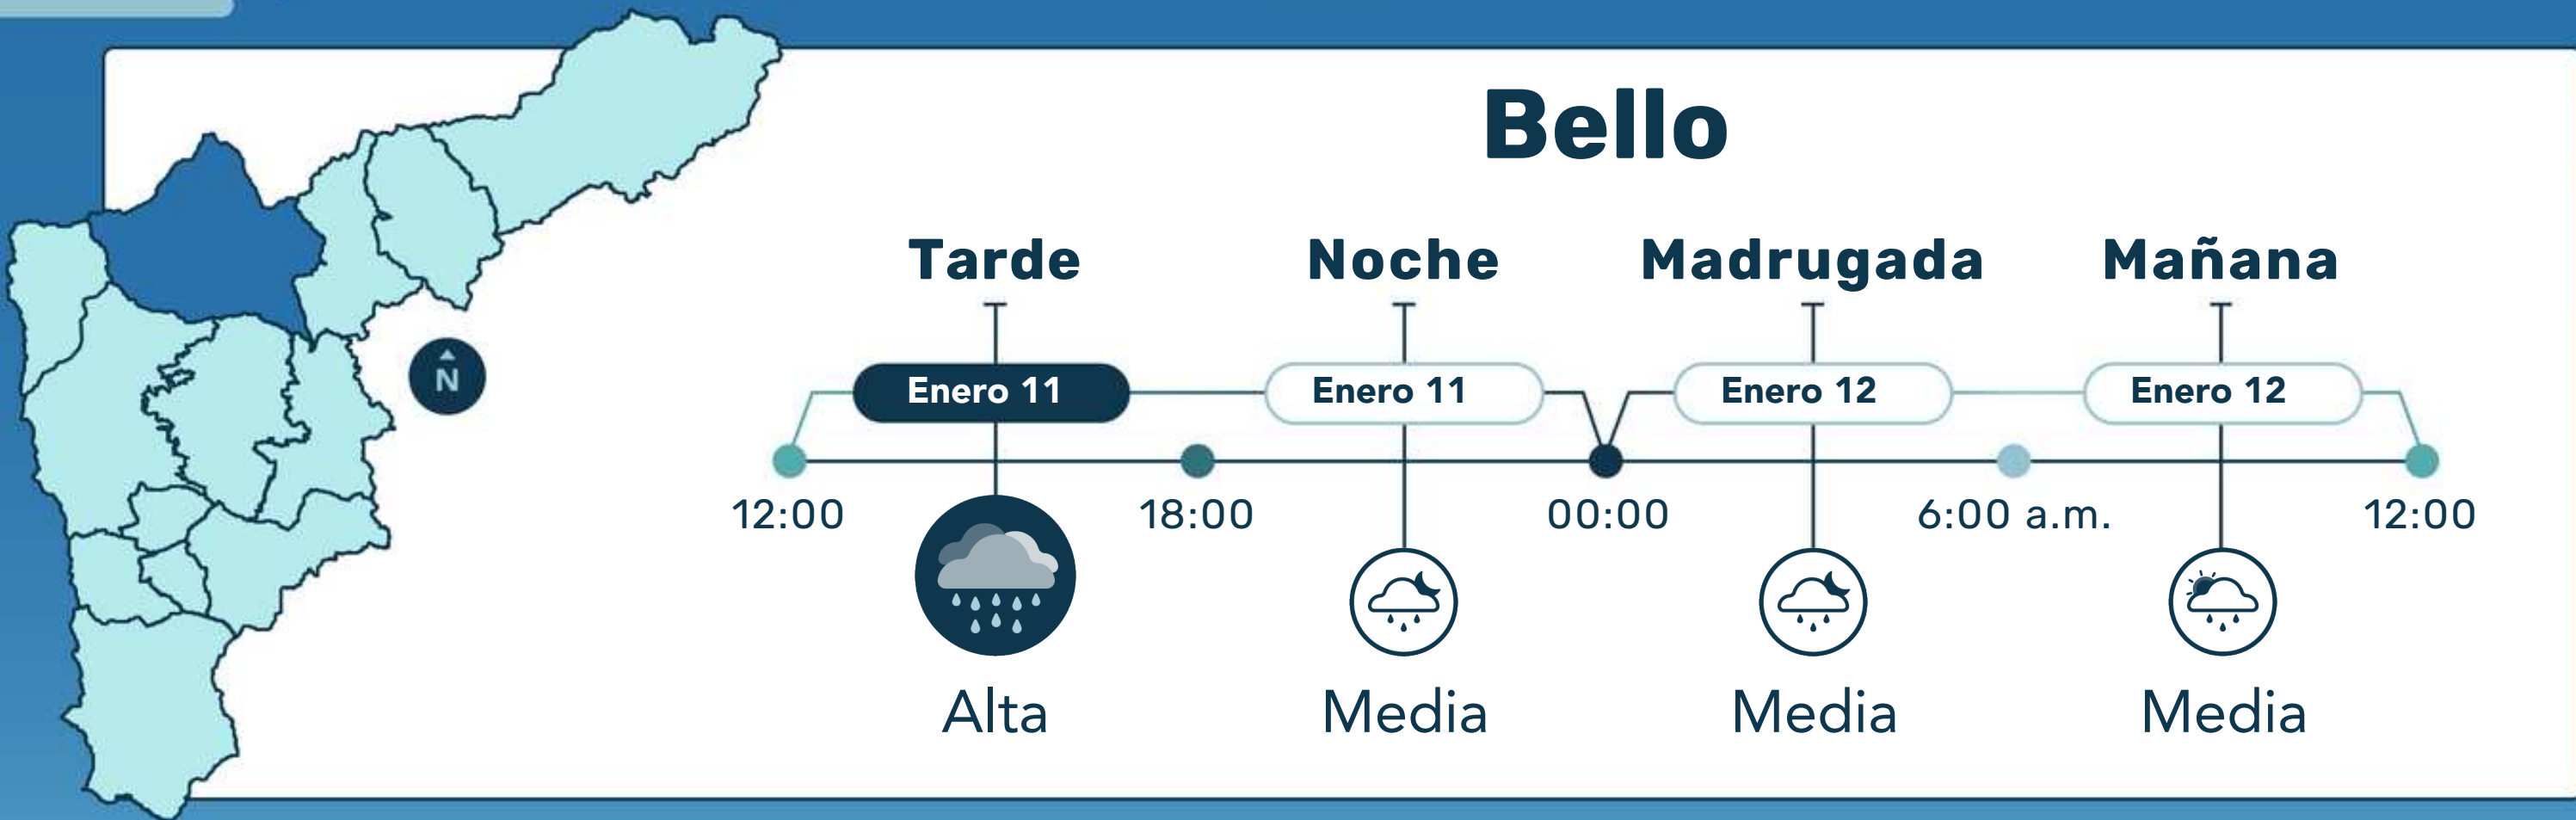 Bello
Tarde Noche Madrugada Mañana
Enero 11 Enero 11 Enero 12 Enero 12
N
12:00 18:00 00:00 6:00 a.m. 12:00
Alta Media Media Media